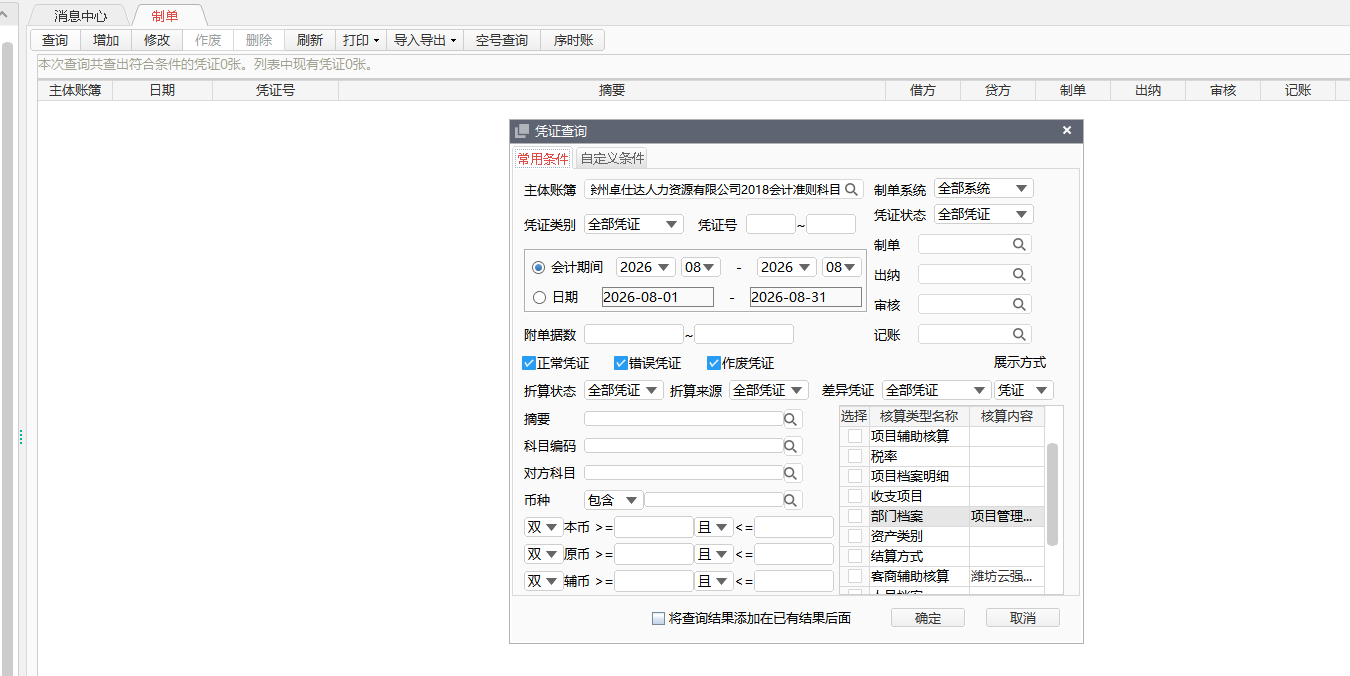 消息中心 制单
查询 增加 修改 作废 删除 刷新 打印 导入导出 空号查询 序时账
本次查询共查出符合条件的凭证0张。列表中现有凭证0张。
主体账簿 日期 凭证号 摘要 借方 贷方 制单 出纳 审核 记账
凭证查询
常用条件 自定义条件
主体账簿 州卓仕达人力资源有限公司2018会计准则科目 制单系统 全部系统
凭证状态 全部凭证
凭证类别 全部凭证 凭证号 ~
制单
会计期间 2026 08 - 2026 08
出纳
日期 2026-08-01 - 2026-08-31
审核
附单据数 ~ 记账
正常凭证 错误凭证 作废凭证 展示方式
折算状态 全部凭证 折算来源 全部凭证 差异凭证 全部凭证 凭证
摘要
科目编码
对方科目
币种 包含
双 本币 >= 且 <=
双 原币 >= 且 <=
双 辅币 >= 且 <=
选择 核算类型名称 核算内容
项目辅助核算
税率
项目档案明细
收支项目
部门档案 项目管理...
资产类别
结算方式
客商辅助核算 潍坊云强...
将查询结果添加在已有结果后面 确定 取消